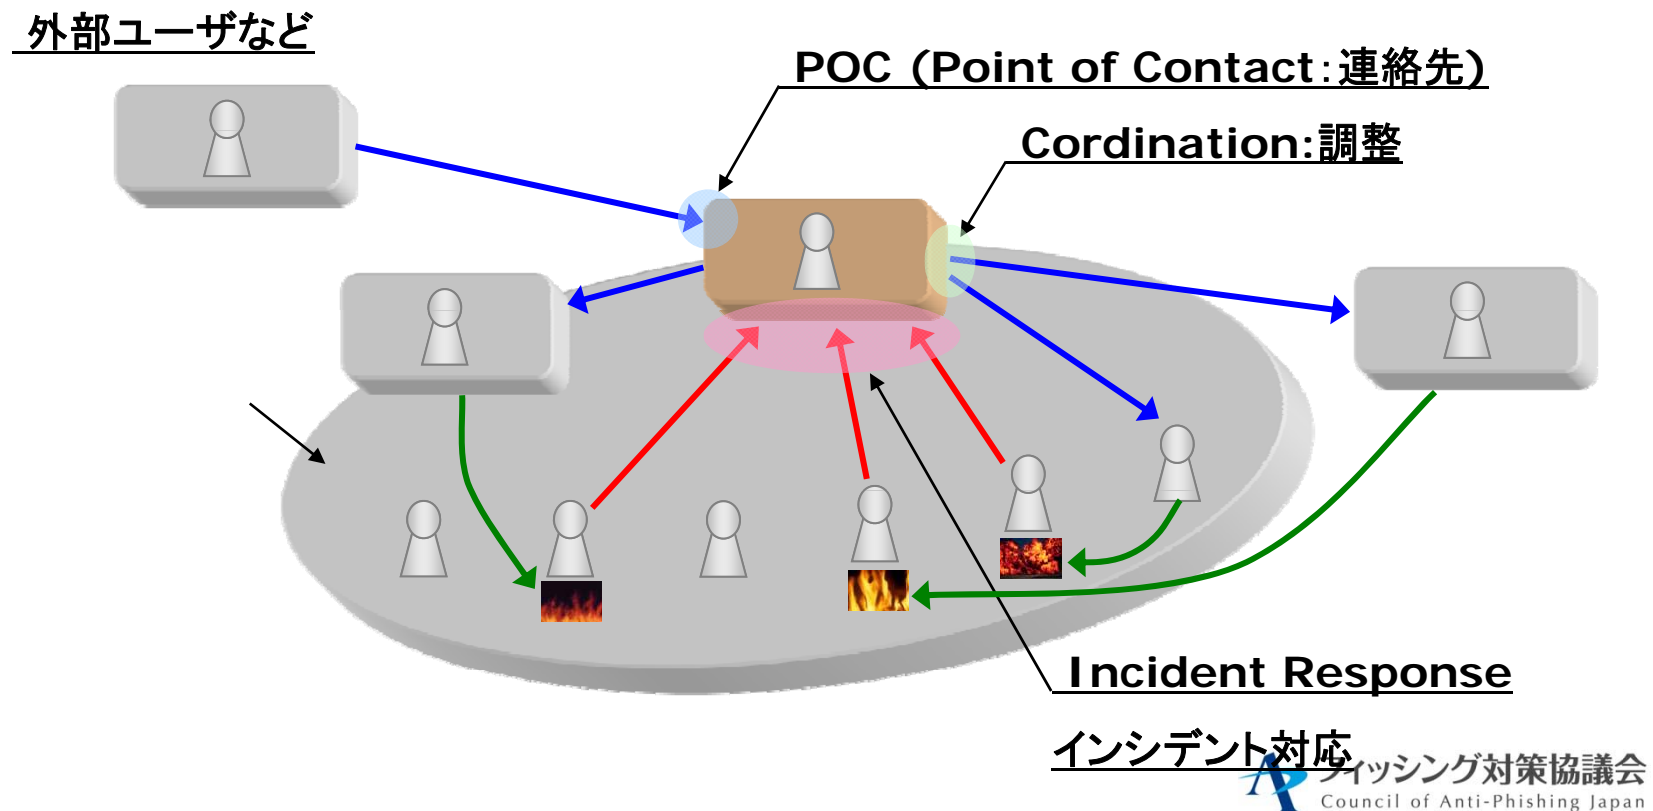 外部ユーザなど
POC (Point of Contact:連絡先)
Cordination:調整
Incident Response
インシデント対応
フィッシング対策協議会
Council of Anti-Phishing Japan